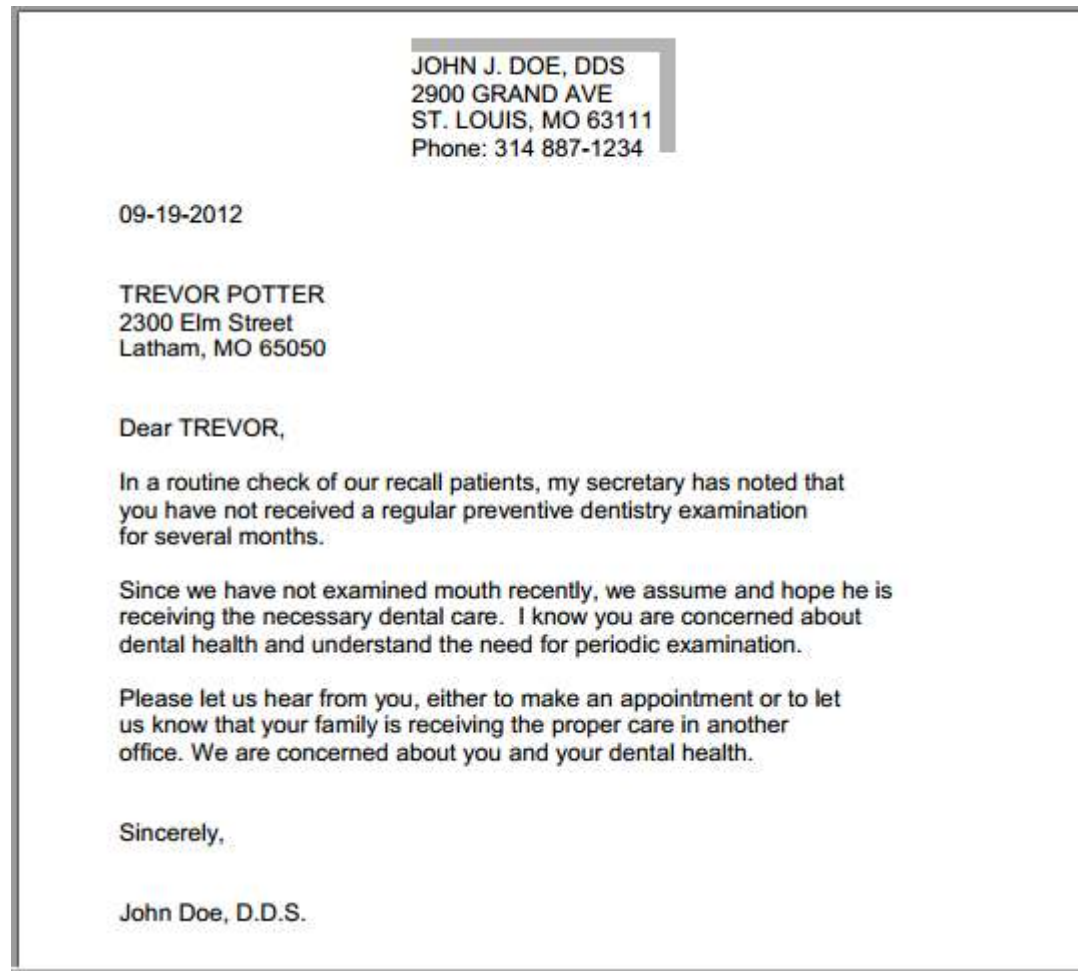 JOHN J. DOE, DDS
2900 GRAND AVE
ST. LOUIS, MO 63111
Phone: 314 887-1234
09-19-2012
TREVOR POTTER
2300 Elm Street
Latham, MO 65050
Dear TREVOR,
In a routine check of our recall patients, my secretary has noted that
you have not received a regular preventive dentistry examination
for several months.
Since we have not examined mouth recently, we assume and hope he is
receiving the necessary dental care.  I know you are concerned about
dental health and understand the need for periodic examination.
Please let us hear from you, either to make an appointment or to let
us know that your family is receiving the proper care in another
office. We are concerned about you and your dental health.
Sincerely,
John Doe, D.D.S.